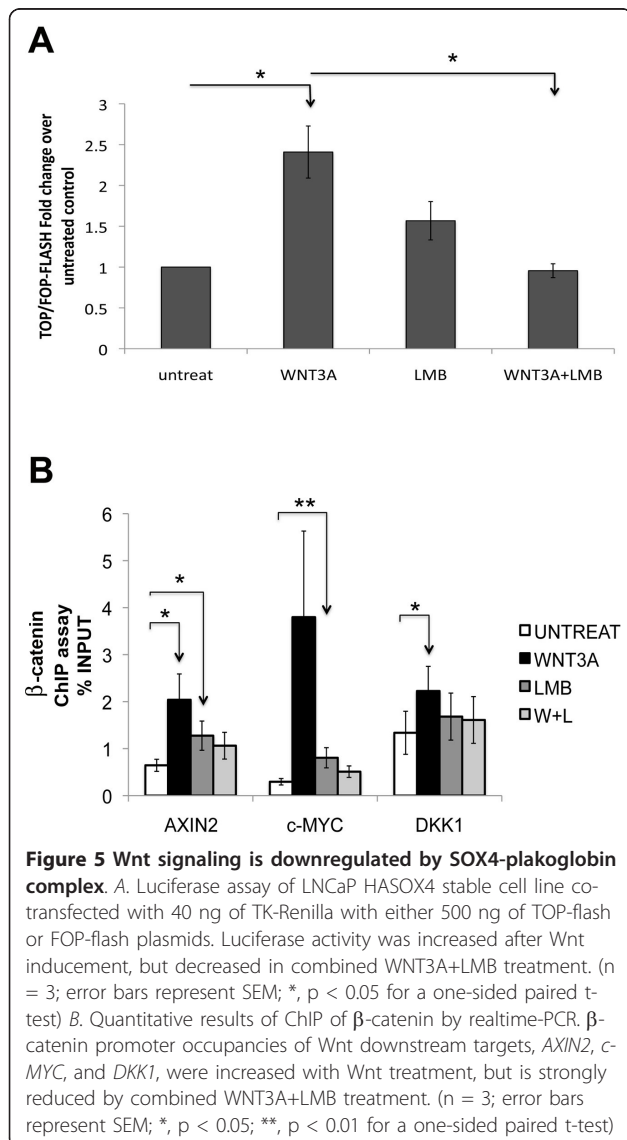 A
*
*
TOP/FOP-FLASH Fold change over
untreated control
3
2.5
2
1.5
1
0.5
0
untreat WNT3A LMB WNT3A+LMB
B
β-catenin
ChIP assay
% INPUT
6
5
4
3
2
1
0
*
*
**
*
AXIN2 c-MYC DKK1
UNTREAT
WNT3A
LMB
W+L
Figure 5 Wnt signaling is downregulated by SOX4-plakoglobin
complex. A. Luciferase assay of LNCaP HASOX4 stable cell line co-
transfected with 40 ng of TK-Renilla with either 500 ng of TOP-flash
or FOP-flash plasmids. Luciferase activity was increased after Wnt
inducement, but decreased in combined WNT3A+LMB treatment. (n
= 3; error bars represent SEM; *, p < 0.05 for a one-sided paired t-
test) B. Quantitative results of ChIP of β-catenin by realtime-PCR. β-
catenin promoter occupancies of Wnt downstream targets, AXIN2, c-
MYC, and DKK1, were increased with Wnt treatment, but is strongly
reduced by combined WNT3A+LMB treatment. (n = 3; error bars
represent SEM; *, p < 0.05; **, p < 0.01 for a one-sided paired t-test)